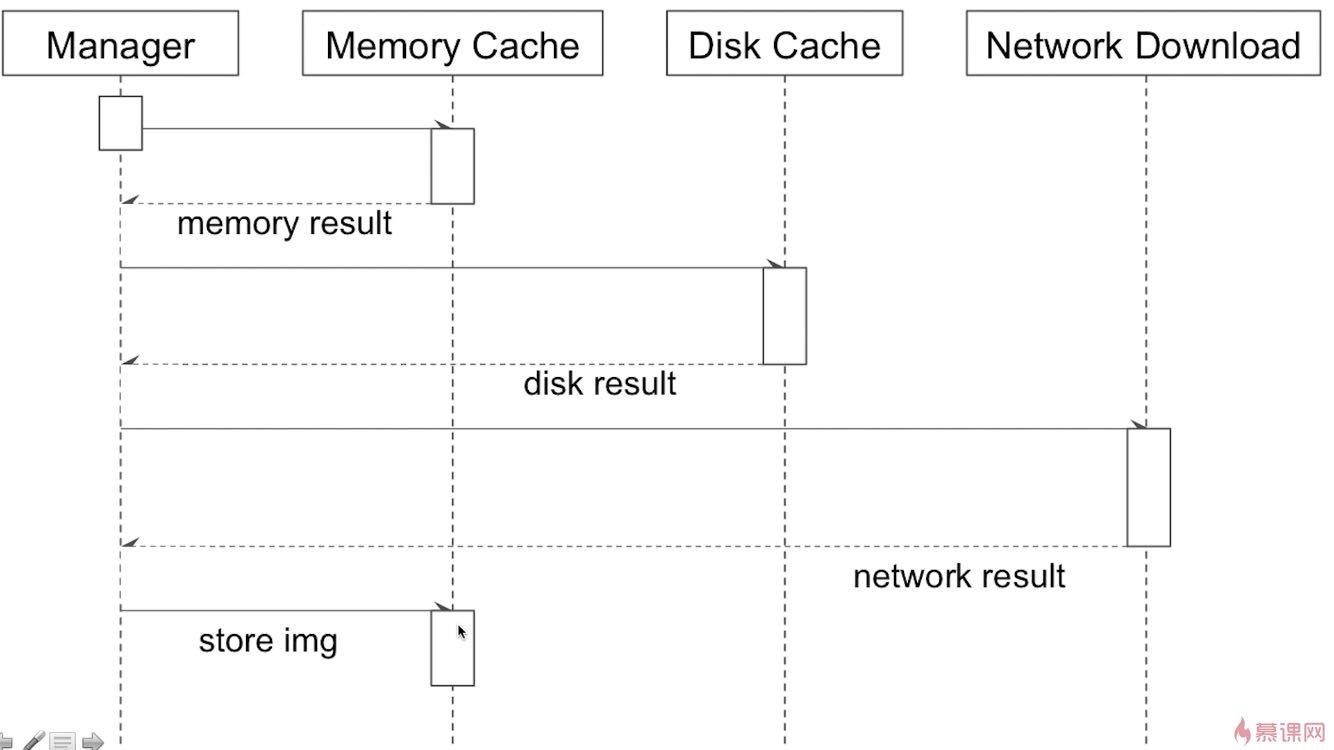 Manager
Memory Cache
Disk Cache
Network Download
memory result
disk result
network result
store img
慕课网